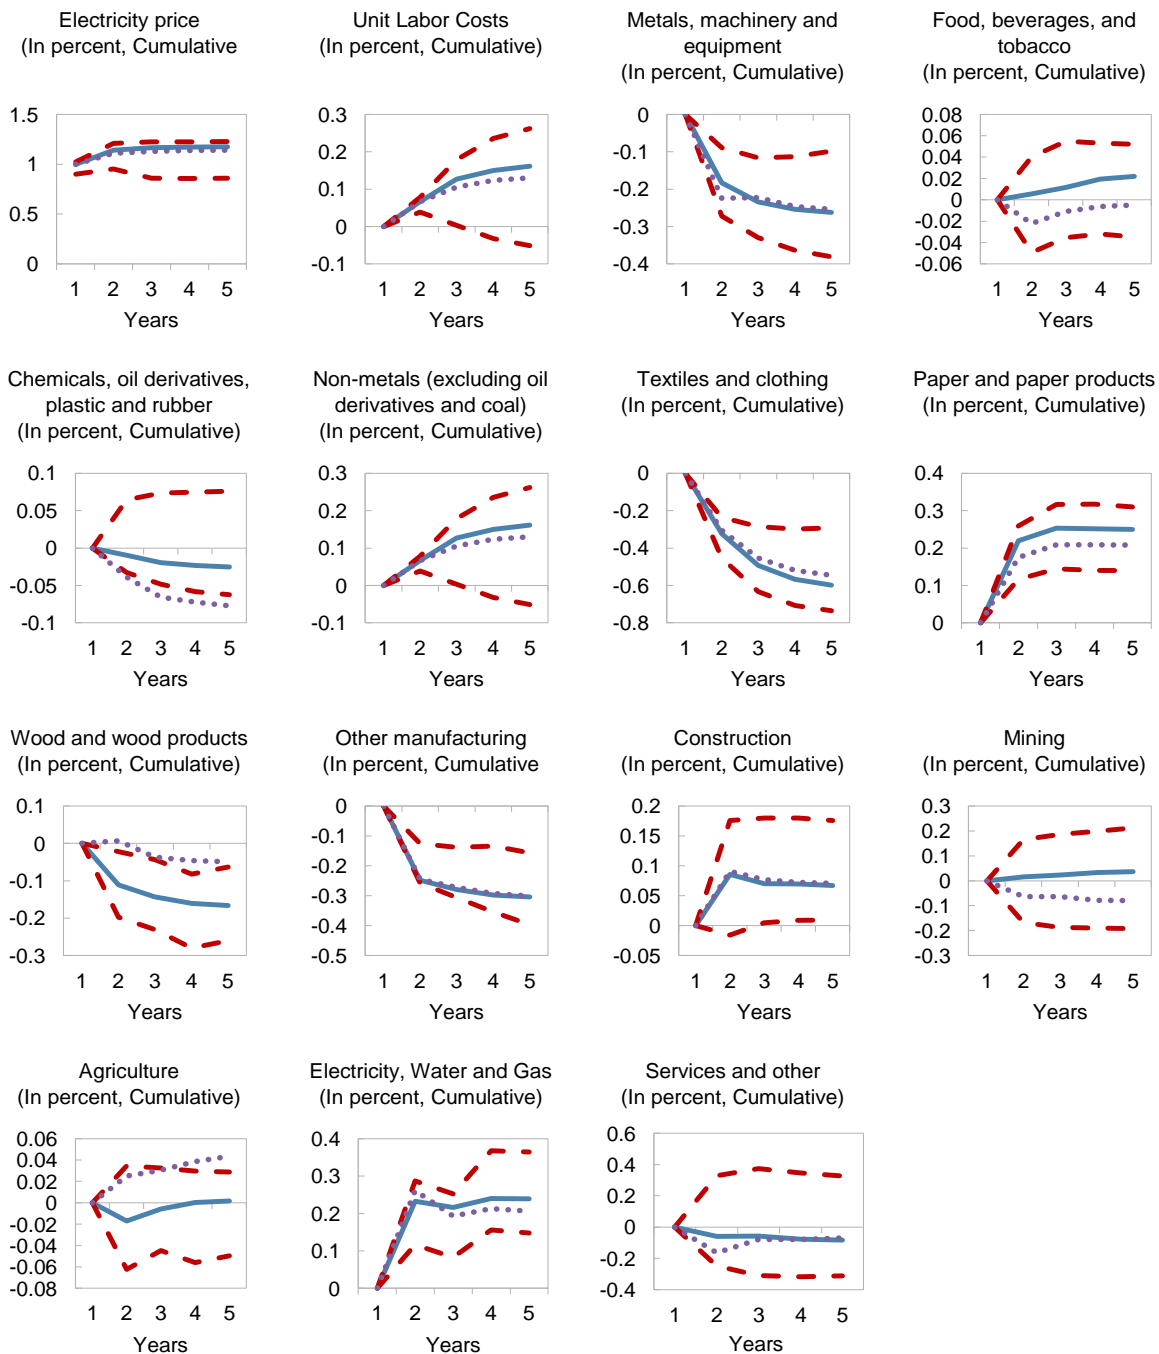 Electricity price
(In percent, Cumulative
1.5
1
0.5
0
1 2 3 4 5
Years
Unit Labor Costs
(In percent, Cumulative)
0.3
0.2
0.1
0
-0.1
1 2 3 4 5
Years
Metals, machinery and
equipment
(In percent, Cumulative)
0
-0.1
-0.2
-0.3
-0.4
1 2 3 4 5
Years
Food, beverages, and
tobacco
(In percent, Cumulative)
0.08
0.06
0.04
0.02
0
-0.02
-0.04
-0.06
1 2 3 4 5
Years
Chemicals, oil derivatives,
plastic and rubber
(In percent, Cumulative)
0.1
0.05
0
-0.05
-0.1
1 2 3 4 5
Years
Non-metals (excluding oil
derivatives and coal)
(In percent, Cumulative)
0.3
0.2
0.1
0
-0.1
1 2 3 4 5
Years
Textiles and clothing
(In percent, Cumulative)
0
-0.2
-0.4
-0.6
-0.8
1 2 3 4 5
Years
Paper and paper products
(In percent, Cumulative)
0.4
0.3
0.2
0.1
0
1 2 3 4 5
Years
Wood and wood products
(In percent, Cumulative)
0.1
0
-0.1
-0.2
-0.3
1 2 3 4 5
Years
Other manufacturing
(In percent, Cumulative
0
-0.1
-0.2
-0.3
-0.4
-0.5
1 2 3 4 5
Years
Construction
(In percent, Cumulative)
0.2
0.15
0.1
0.05
0
-0.05
1 2 3 4 5
Years
Mining
(In percent, Cumulative)
0.3
0.2
0.1
0
-0.1
-0.2
-0.3
1 2 3 4 5
Years
Agriculture
(In percent, Cumulative)
0.06
0.04
0.02
0
-0.02
-0.04
-0.06
-0.08
1 2 3 4 5
Years
Electricity, Water and Gas
(In percent, Cumulative)
0.4
0.3
0.2
0.1
0
1 2 3 4 5
Years
Services and other
(In percent, Cumulative)
0.6
0.4
0.2
0
-0.2
-0.4
1 2 3 4 5
Years